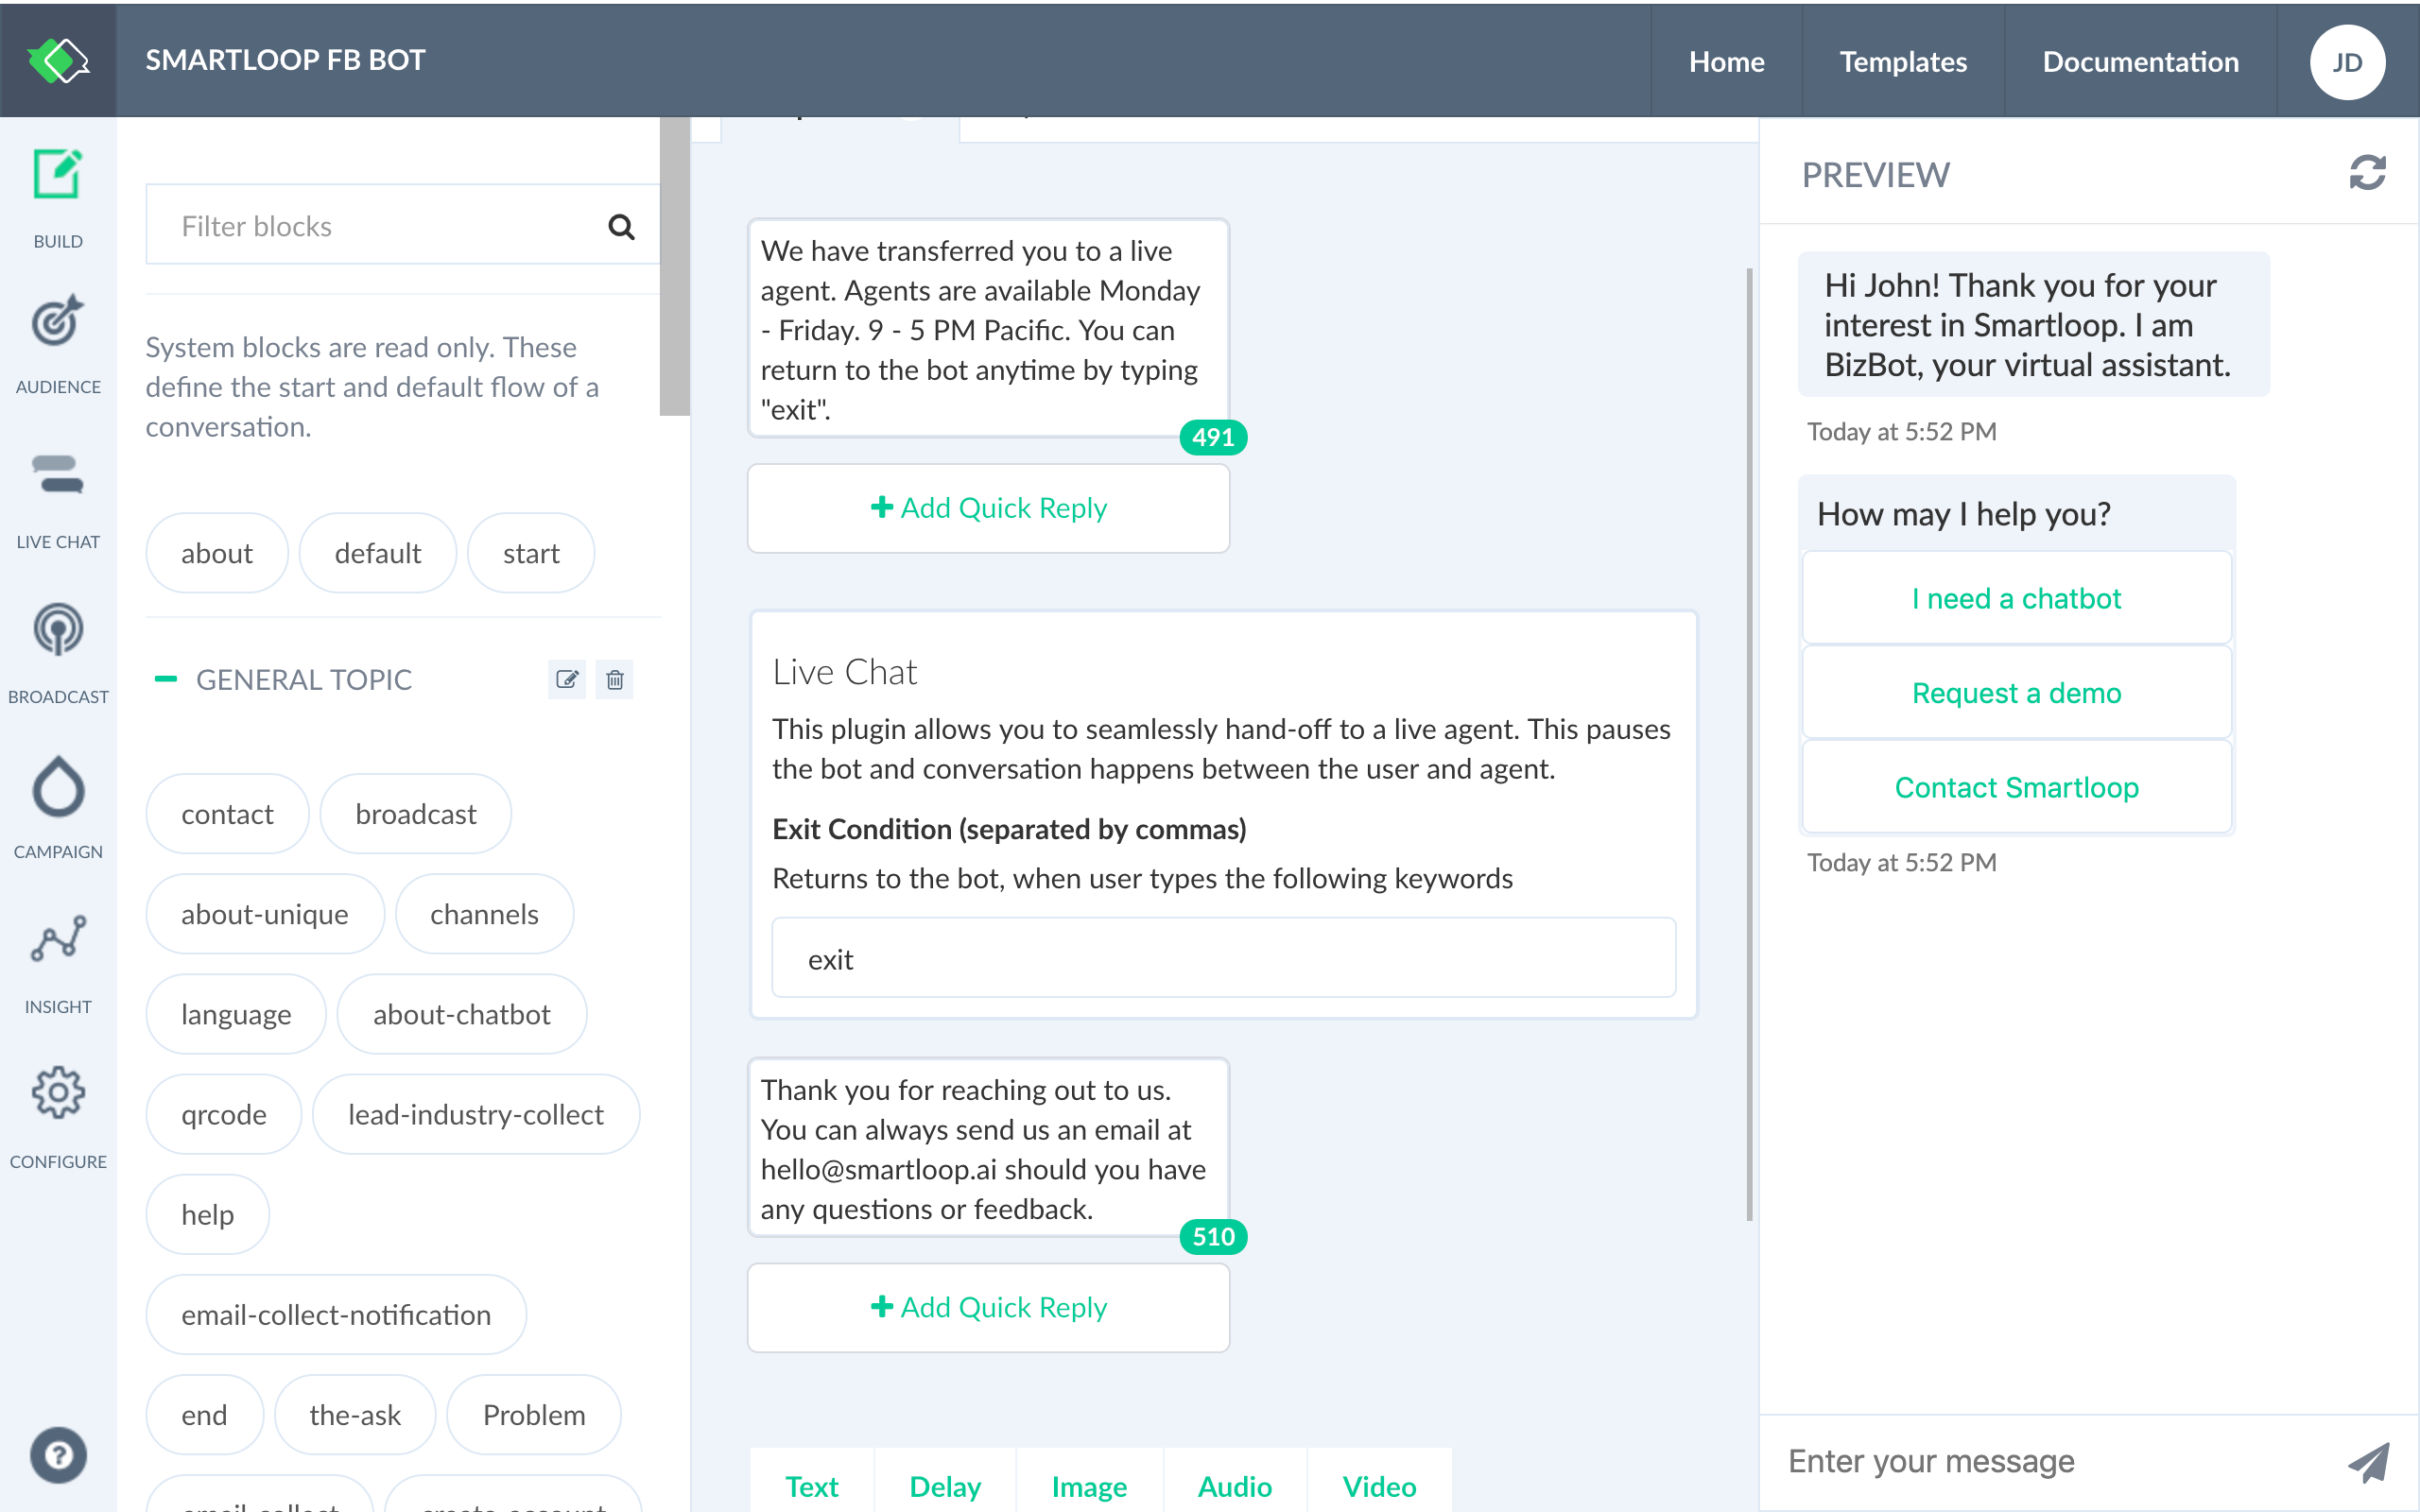 SMARTLOOP FB BOT
Home
Templates
Documentation
JD
BUILD
AUDIENCE
LIVE CHAT
BROADCAST
CAMPAIGN
INSIGHT
CONFIGURE
?
Filter blocks
System blocks are read only. These
define the start and default flow of a
conversation.
about
default
start
GENERAL TOPIC
contact
broadcast
about-unique
channels
language
about-chatbot
qrcode
lead-industry-collect
help
email-collect-notification
end
the-ask
Problem
We have transferred you to a live
agent. Agents are available Monday
- Friday. 9 - 5 PM Pacific. You can
return to the bot anytime by typing
"exit".
491
+ Add Quick Reply
Live Chat
This plugin allows you to seamlessly hand-off to a live agent. This pauses
the bot and conversation happens between the user and agent.
Exit Condition (separated by commas)
Returns to the bot, when user types the following keywords
exit
Thank you for reaching out to us.
You can always send us an email at
hello@smartloop.ai should you have
any questions or feedback.
510
+ Add Quick Reply
Text
Delay
Image
Audio
Video
PREVIEW
Hi John! Thank you for your
interest in Smartloop. I am
BizBot, your virtual assistant.
Today at 5:52 PM
How may I help you?
I need a chatbot
Request a demo
Contact Smartloop
Today at 5:52 PM
Enter your message